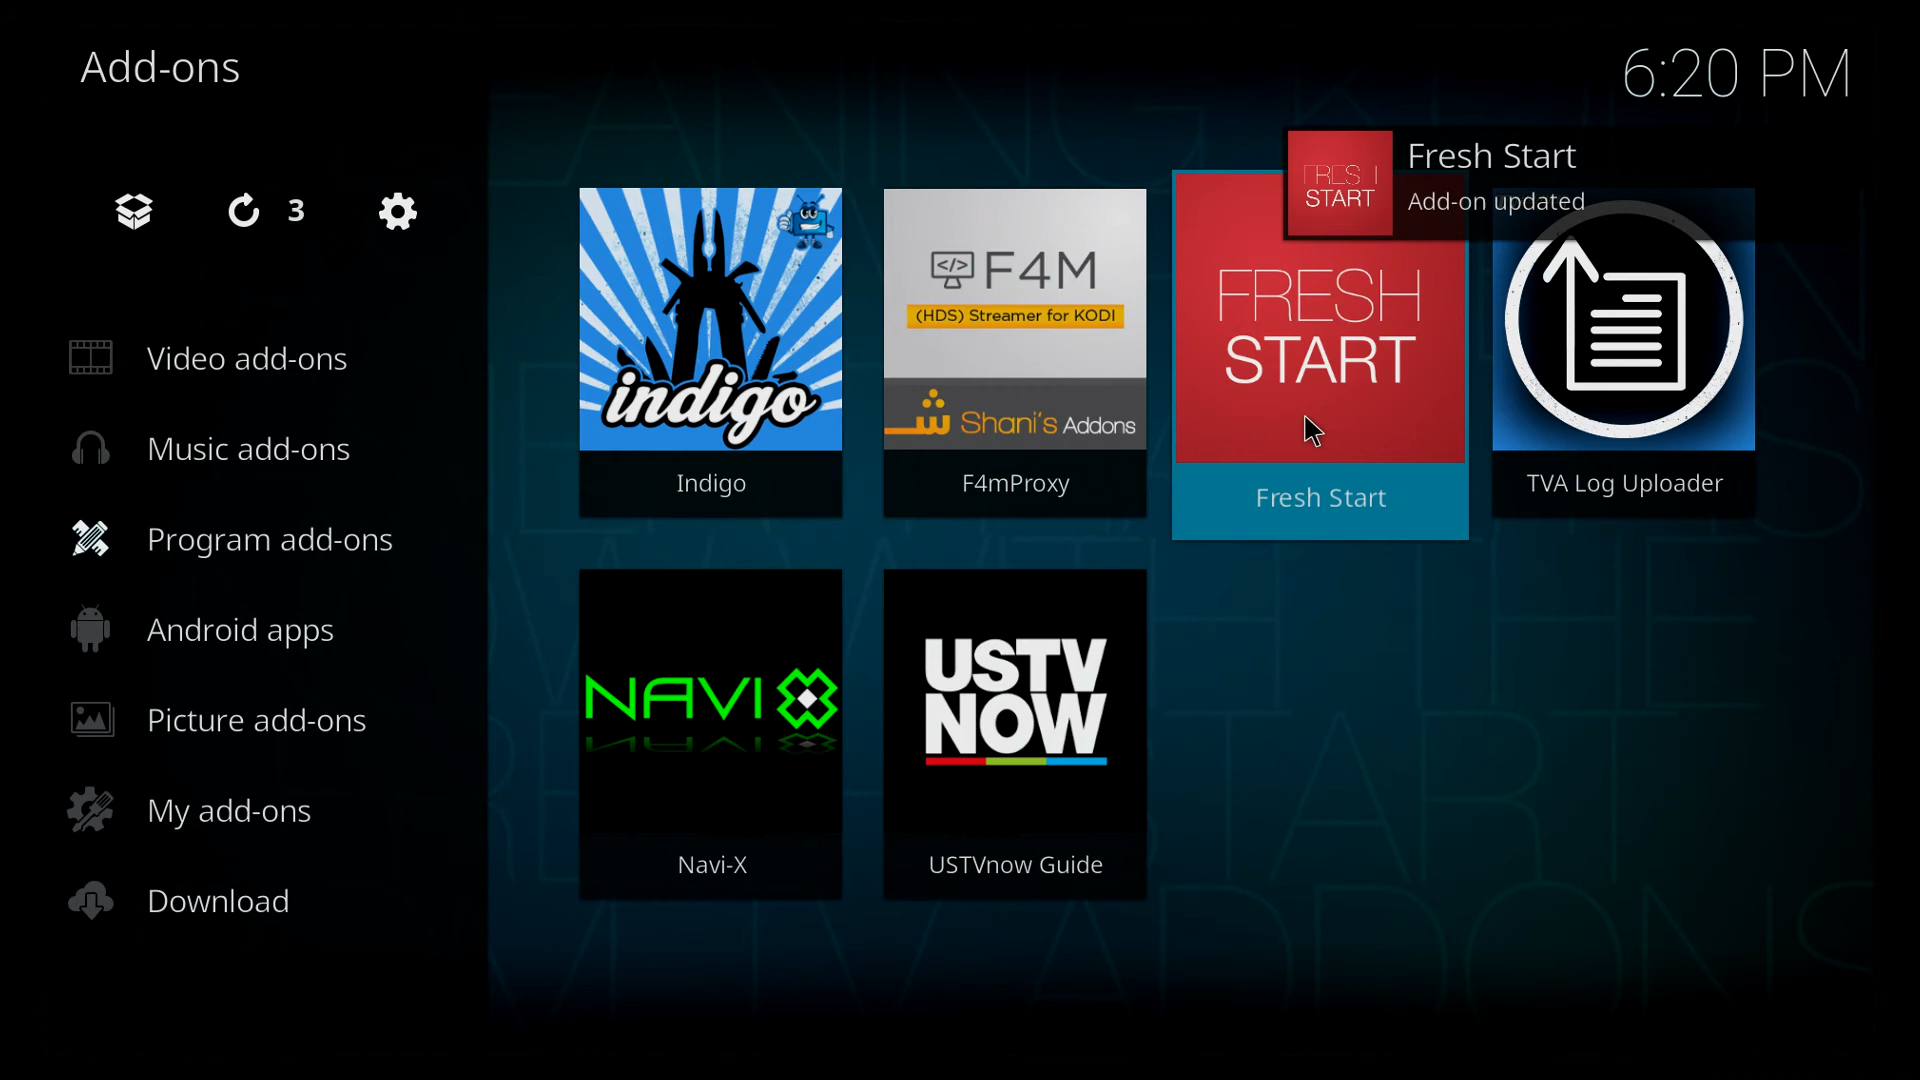 Add-ons
6:20 PM
3
Video add-ons
Music add-ons
Program add-ons
Android apps
Picture add-ons
My add-ons
Download
FRESH
START
Fresh Start
Add-on updated
indigo
Indigo
</> F4M
(HDS) Streamer for KODI
Shani's Addons
F4mProxy
FRESH
START
Fresh Start
TVA Log Uploader
NAVI X
Navi-X
USTV
NOW
USTVnow Guide